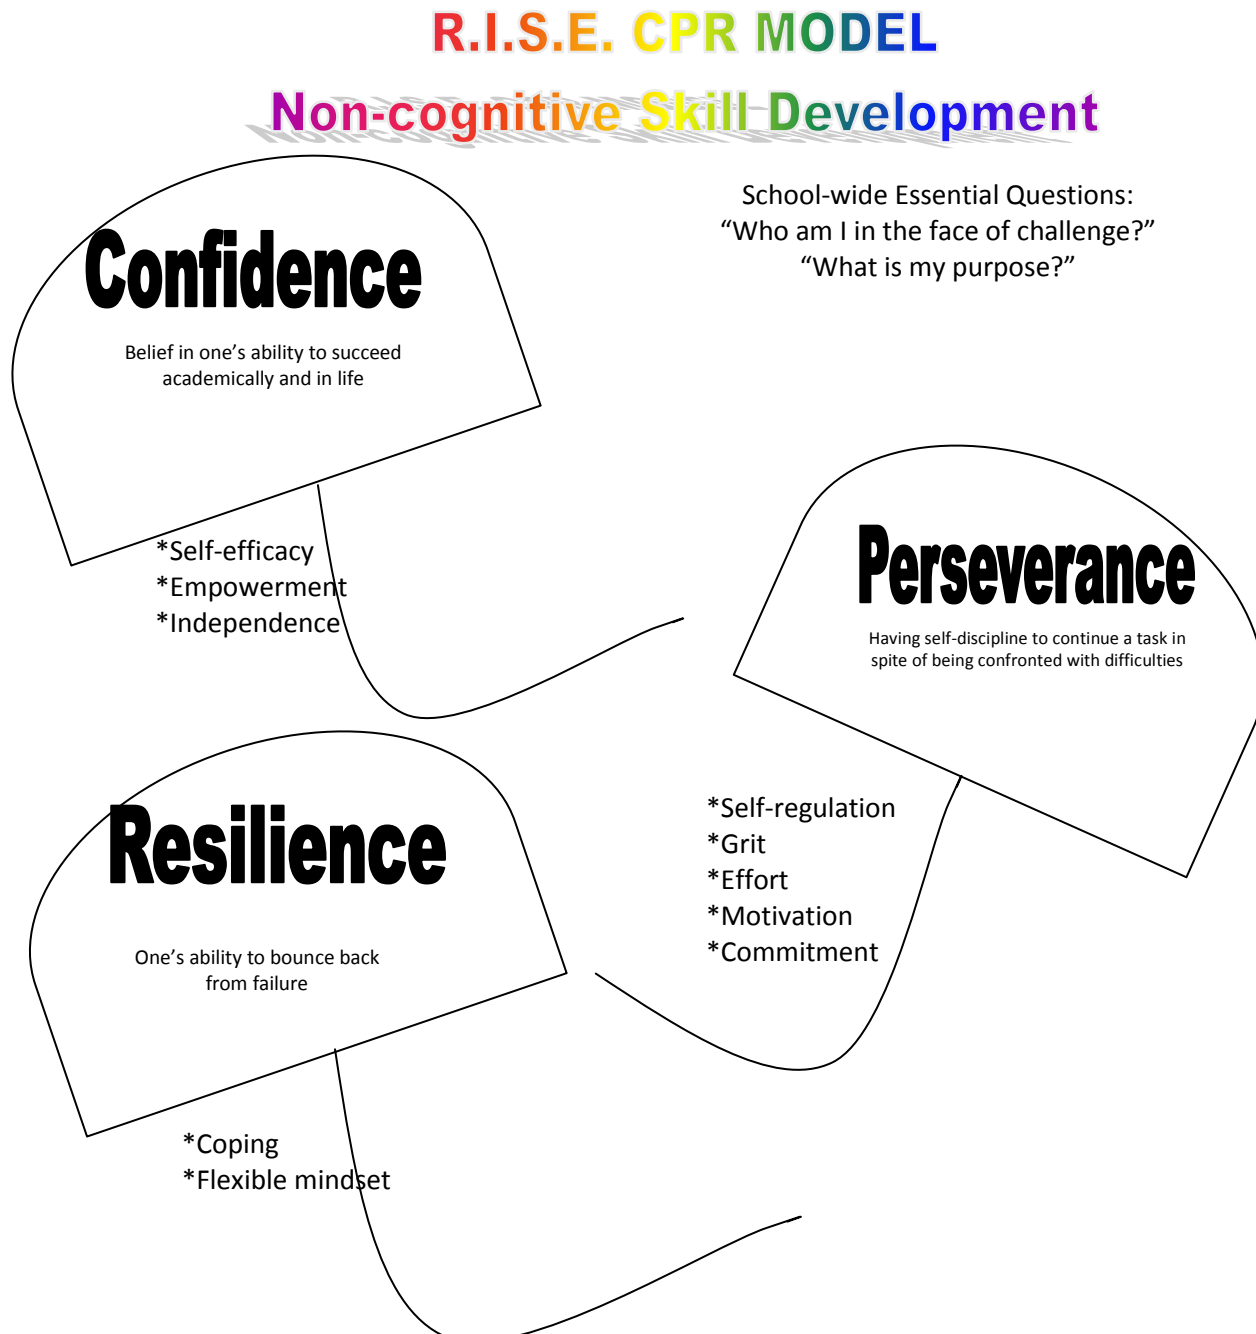 R.I.S.E. CPR MODEL
Non-cognitive Skill Development
School-wide Essential Questions:
“Who am I in the face of challenge?”
“What is my purpose?”
Confidence
Belief in one’s ability to succeed
academically and in life
*Self-efficacy
*Empowerment
*Independence
Perseverance
Having self-discipline to continue a task in
spite of being confronted with difficulties
*Self-regulation
*Grit
*Effort
*Motivation
*Commitment
Resilience
One’s ability to bounce back
from failure
*Coping
*Flexible mindset